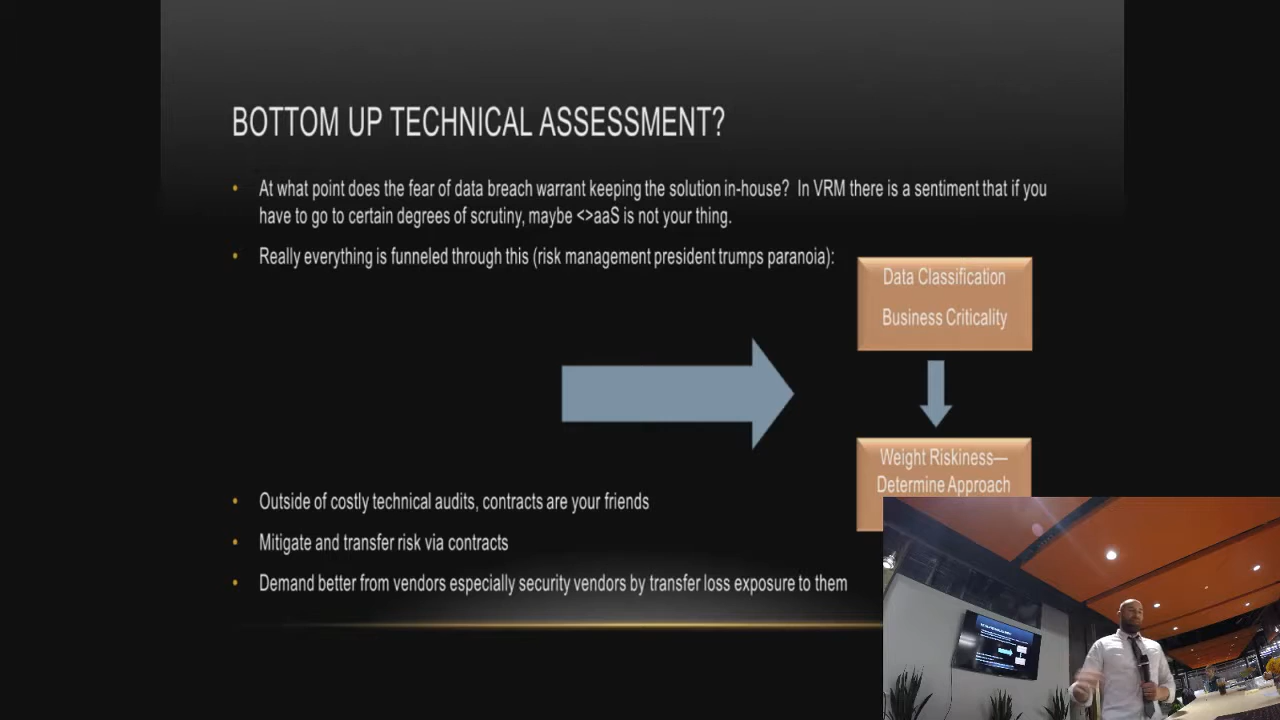 BOTTOM UP TECHNICAL ASSESSMENT?
• At what point does the fear of data breach warrant keeping the solution in-house?  In VRM there is a sentiment that if you
have to go to certain degrees of scrutiny, maybe <>aaS is not your thing.
• Really everything is funneled through this (risk management president trumps paranoia):
Data Classification
Business Criticality
Weight Riskiness—
Determine Approach
• Outside of costly technical audits, contracts are your friends
• Mitigate and transfer risk via contracts
• Demand better from vendors especially security vendors by transfer loss exposure to them